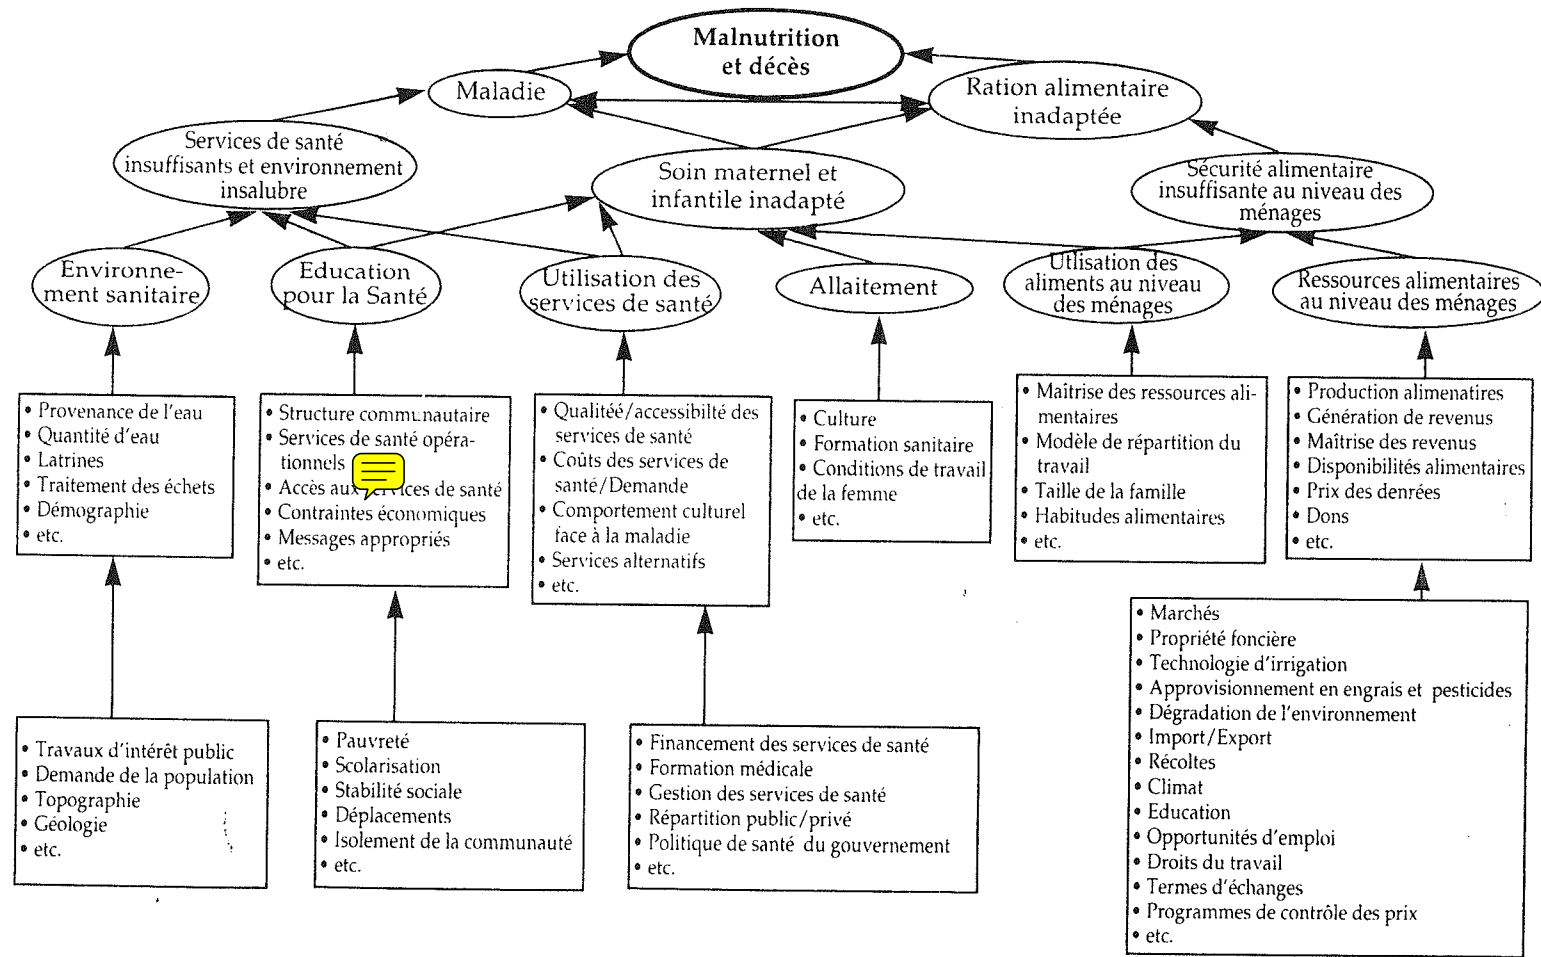 Malnutrition
et décès
Maladie
Ration alimentaire
inadaptée
Services de santé
insuffisants et environnement
insalubre
Soin maternel et
infantile inadapté
Sécurité alimentaire
insuffisante au niveau des
ménages
Environne-
ment sanitaire
Education
pour la Santé
Utilisation des
services de santé
Allaitement
Utlisation des
aliments au niveau
des ménages
Ressources alimentaires
au niveau des ménages
• Provenance de l'eau
• Quantité d'eau
• Latrines
• Traitement des échets
• Démographie
• etc.
• Structure communautaire
• Services de santé opéra-
tionnels
• Accès aux services de santé
• Contraintes économiques
• Messages appropriés
• etc.
• Qualitéé/accessibilté des
services de santé
• Coûts des services de
santé/Demande
• Comportement culturel
face à la maladie
• Services alternatifs
• etc.
• Culture
• Formation sanitaire
• Conditions de travail
de la femme
• etc.
• Maîtrise des ressources ali-
mentaires
• Modèle de répartition du
travail
• Taille de la famille
• Habitudes alimentaires
• etc.
• Production alimenatires
• Génération de revenus
• Maîtrise des revenus
• Disponibilités alimentaires
• Prix des denrées
• Dons
• etc.
• Travaux d'intérêt public
• Demande de la population
• Topographie
• Géologie
• etc.
• Pauvreté
• Scolarisation
• Stabilité sociale
• Déplacements
• Isolement de la communauté
• etc.
• Financement des services de santé
• Formation médicale
• Gestion des services de santé
• Répartition public/privé
• Politique de santé du gouvernement
• etc.
• Marchés
• Propriété foncière
• Technologie d'irrigation
• Approvisionnement en engrais et pesticides
• Dégradation de l'environnement
• Import/Export
• Récoltes
• Climat
• Education
• Opportunités d'emploi
• Droits du travail
• Termes d'échanges
• Programmes de contrôle des prix
• etc.